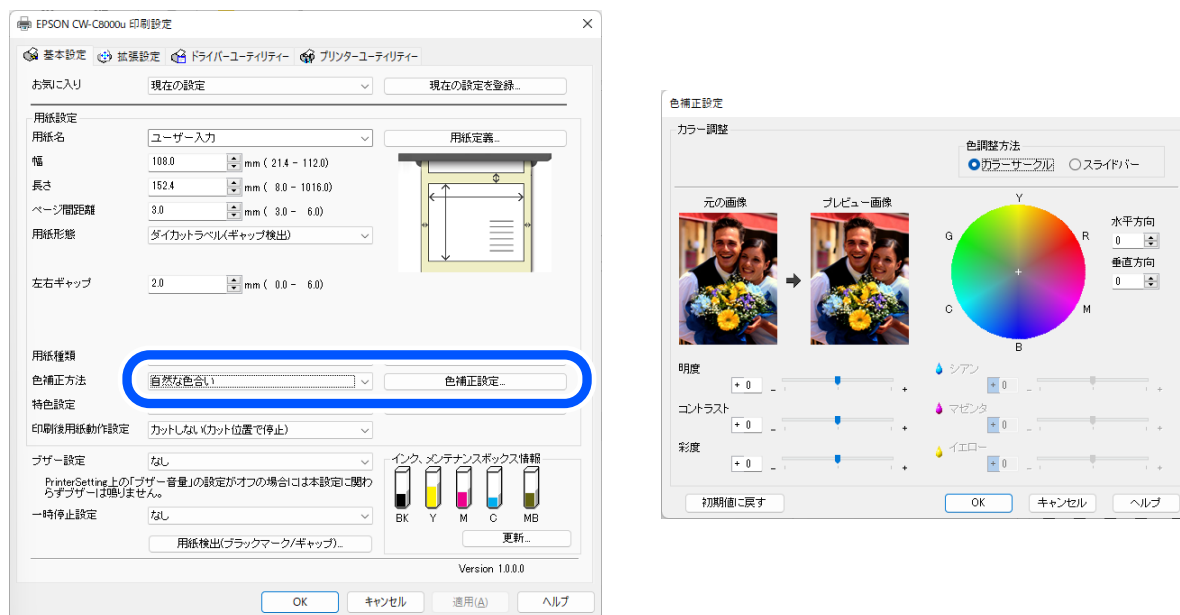 EPSON CW-C8000u 印刷設定
基本設定 拡張設定 ドライバーユーティリティー プリンターユーティリティー
お気に入り 現在の設定 現在の設定を登録...
用紙設定
用紙名 ユーザー入力 用紙定義...
幅 108.0 mm ( 21.4 - 112.0)
長さ 152.4 mm ( 8.0 - 1016.0)
ページ間距離 3.0 mm ( 3.0 - 6.0)
用紙形態 ダイカットラベル(ギャップ検出)
左右ギャップ 2.0 mm ( 0.0 - 6.0)
用紙種類
色補正方法 自然な色合い 色補正設定...
特色設定
印刷後用紙動作設定 カットしない(カット位置で停止)
ブザー設定 なし
PrinterSetting上の「ブザー音量」の設定がオフの場合には本設定に関わ
らずブザーは鳴りません。
一時停止設定 なし
用紙検出(ブラックマーク/ギャップ)...
インク、メンテナンスボックス情報
BK Y M C MB
更新...
Version 1.0.0.0
OK キャンセル 適用(A) ヘルプ
色補正設定
カラー調整
色調整方法
カラーサークル スライドバー
元の画像 プレビュー画像
Y
G R
C M
B
水平方向
0
垂直方向
0
明度
+ 0 - +
コントラスト
+ 0 - +
彩度
+ 0 - +
シアン
+ 0 - +
マゼンタ
+ 0 - +
イエロー
+ 0 - +
初期値に戻す OK キャンセル ヘルプ